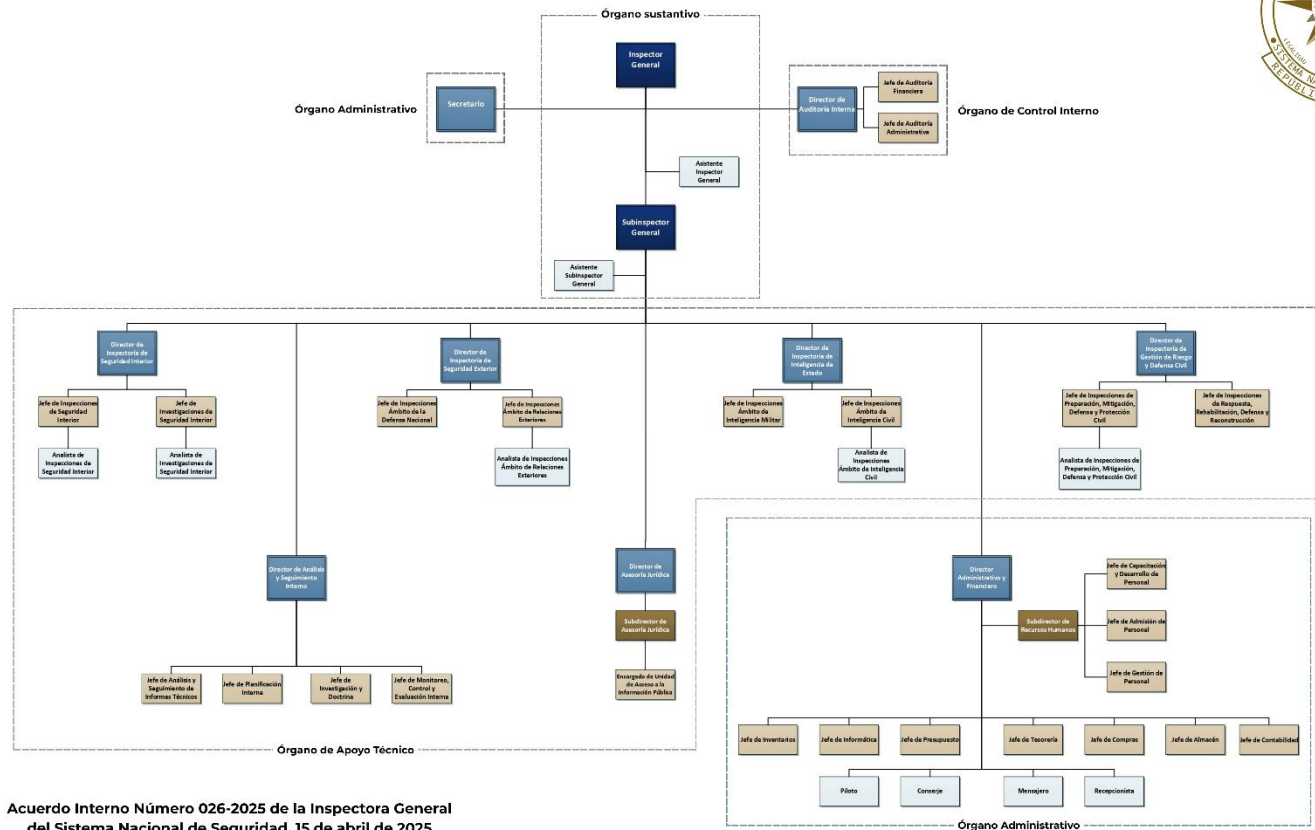 Órgano sustantivo
Inspector
General
Órgano Administrativo
Secretario
Director de
Auditoría Interna
Jefe de Auditoría
Financiera
Jefe de Auditoría
Administrativa
Órgano de Control Interno
Asistente
Inspector
General
Subinspector
General
Asistente
Subinspector
General
Director de
Inspectoría de
Seguridad Interior
Jefe de Inspecciones
de Seguridad
Interior
Jefe de
Investigaciones de
Seguridad Interior
Analista de
Inspecciones de
Seguridad Interior
Analista de
Investigaciones de
Seguridad Interior
Director de
Inspectoría de
Seguridad Exterior
Jefe de Inspecciones
Ámbito de la
Defensa Nacional
Jefe de Inspecciones
Ámbito de Relaciones
Exteriores
Analista de Inspecciones
Ámbito de Relaciones
Exteriores
Director de
Inspectoría de
Inteligencia de
Estado
Jefe de Inspecciones
Ámbito de
Inteligencia Militar
Jefe de Inspecciones
Ámbito de
Inteligencia Civil
Analista de
Inspecciones
Ámbito de Inteligencia
Civil
Director de
Inspectoría de
Gestión de Riesgo
y Defensa Civil
Jefe de Inspecciones de
Preparación, Mitigación,
Defensa y Protección
Civil
Jefe de Inspecciones
de Respuesta,
Rehabilitación, Defensa y
Reconstrucción
Analista de Inspecciones de
Preparación, Mitigación,
Defensa y Protección Civil
Director de Análisis
y Seguimiento
Interno
Jefe de Análisis y
Seguimiento de
Informes Técnicos
Jefe de Planificación
Interna
Jefe de
Investigación y
Doctrina
Jefe de Monitoreo,
Control y
Evaluación Interna
Director de
Asesoría Jurídica
Subdirector de
Asesoría Jurídica
Encargado de Unidad
de Acceso a la
Información Pública
Órgano de Apoyo Técnico
Director
Administrativo y
Financiero
Subdirector de
Recursos Humanos
Jefe de Capacitación
y Desarrollo de
Personal
Jefe de Admisión de
Personal
Jefe de Gestión de
Personal
Jefe de Inventarios
Jefe de Informática
Jefe de Presupuesto
Jefe de Tesorería
Jefe de Compras
Jefe de Almacén
Jefe de Contabilidad
Piloto
Conserje
Mensajero
Recepcionista
Órgano Administrativo
Acuerdo Interno Número 026-2025 de la Inspectora General
del Sistema Nacional de Seguridad, 15 de abril de 2025